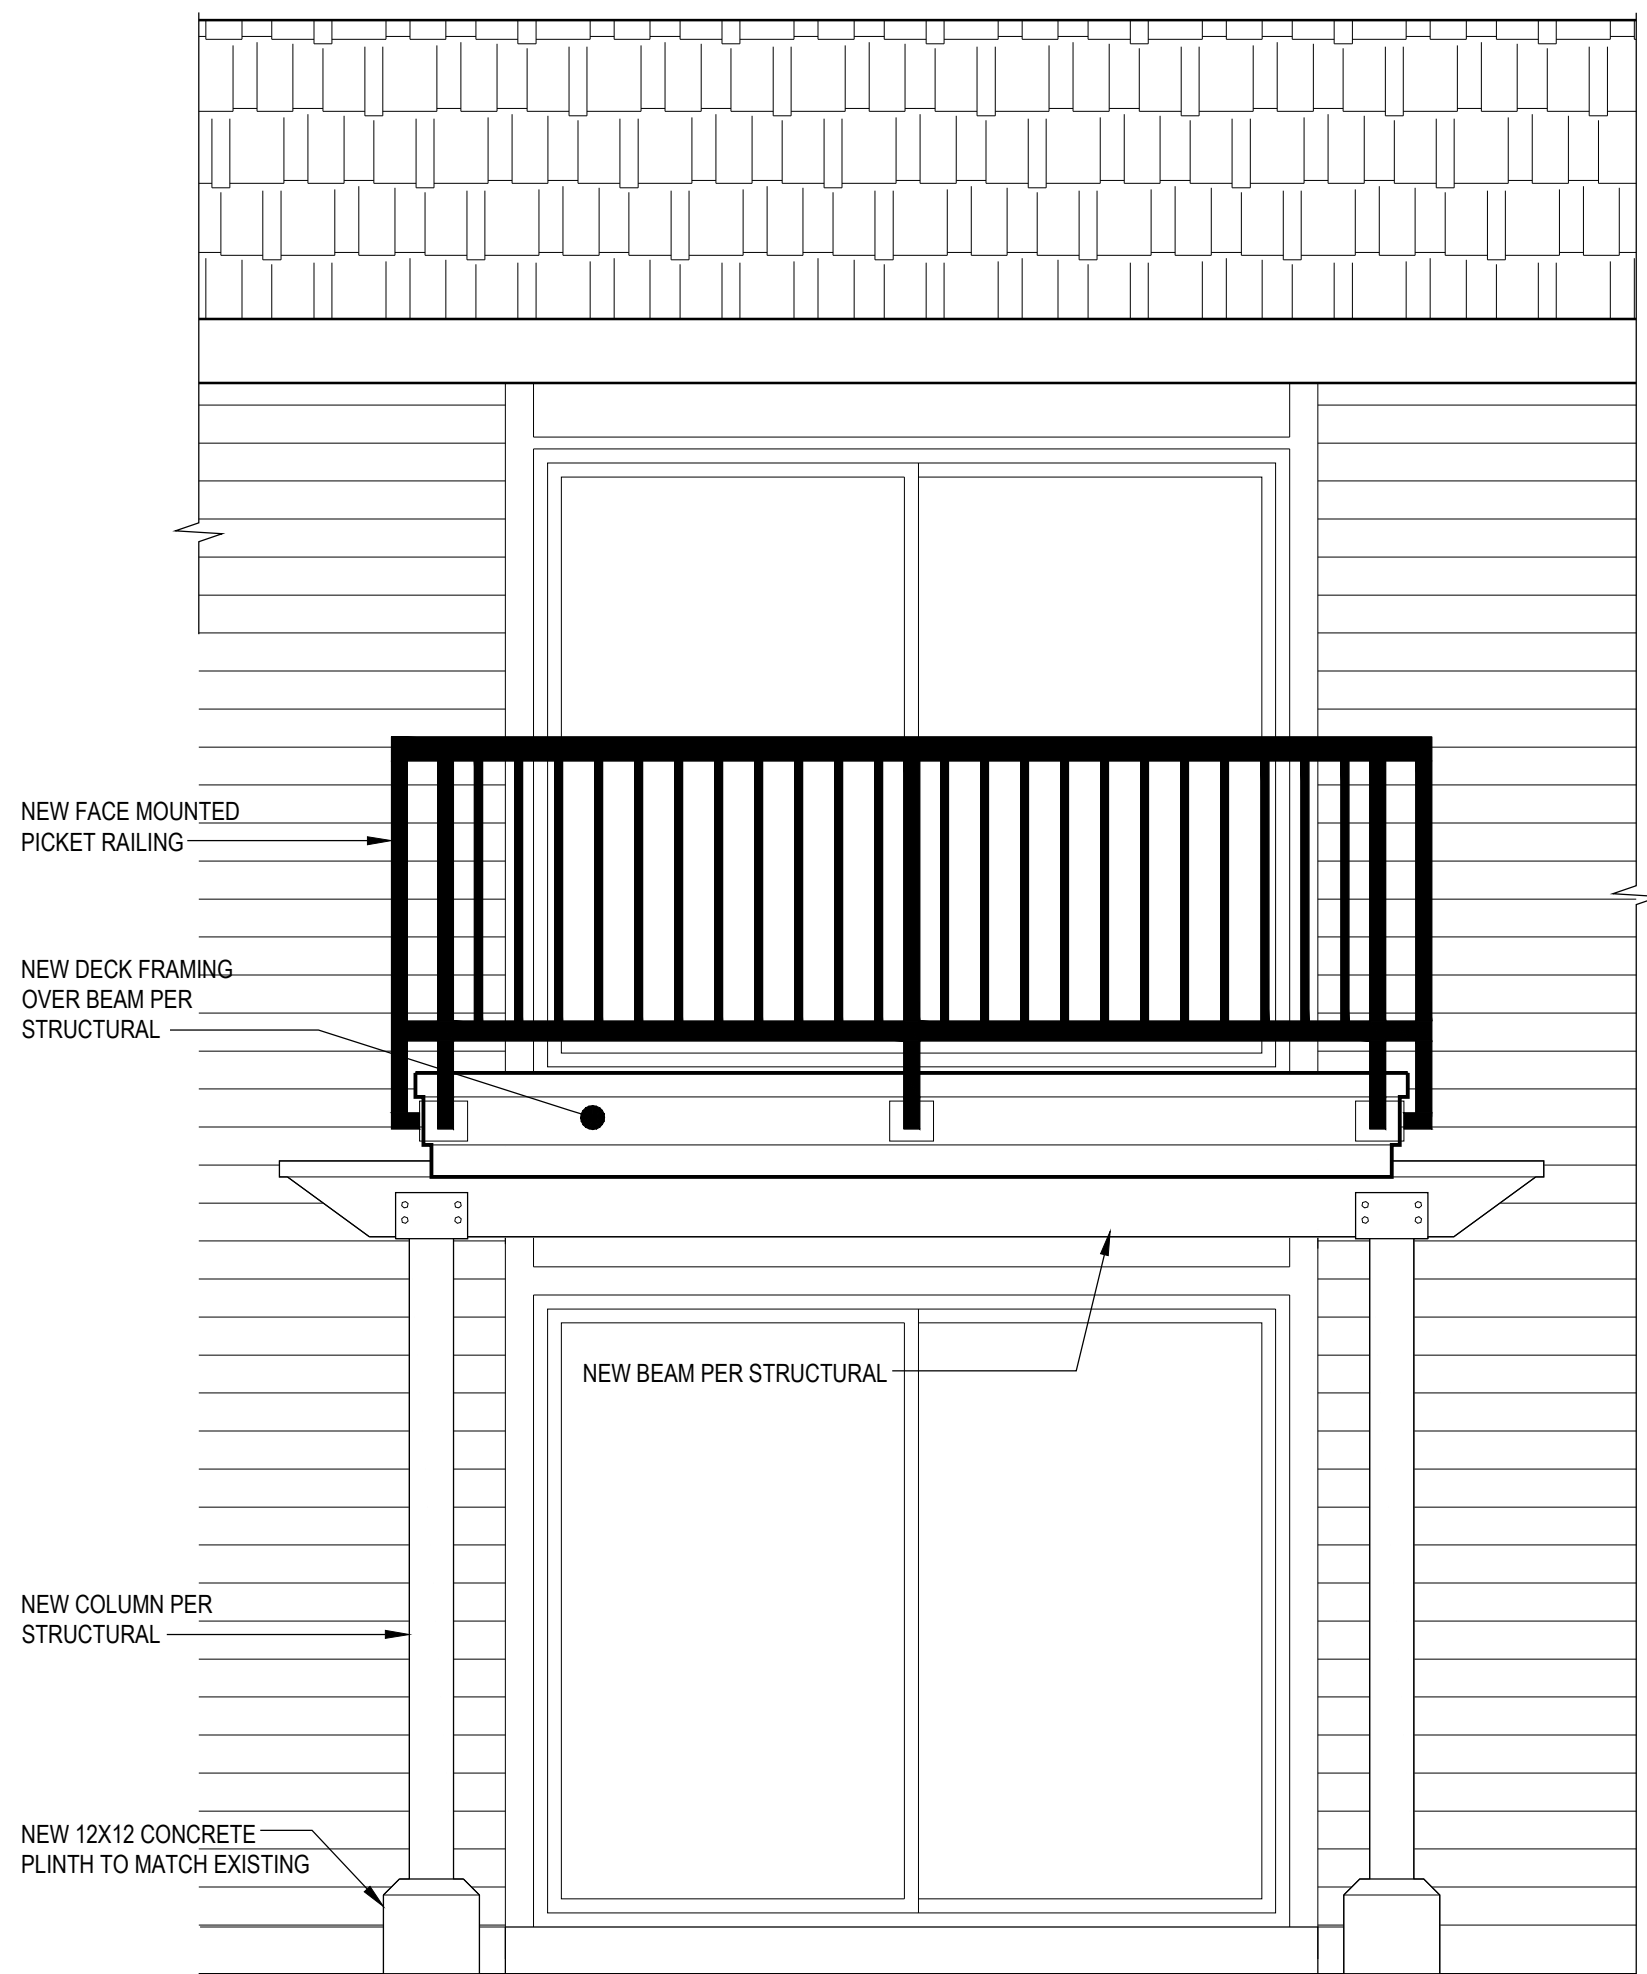 NEW FACE MOUNTED
PICKET RAILING
NEW DECK FRAMING
OVER BEAM PER
STRUCTURAL
NEW BEAM PER STRUCTURAL
NEW COLUMN PER
STRUCTURAL
NEW 12X12 CONCRETE
PLINTH TO MATCH EXISTING